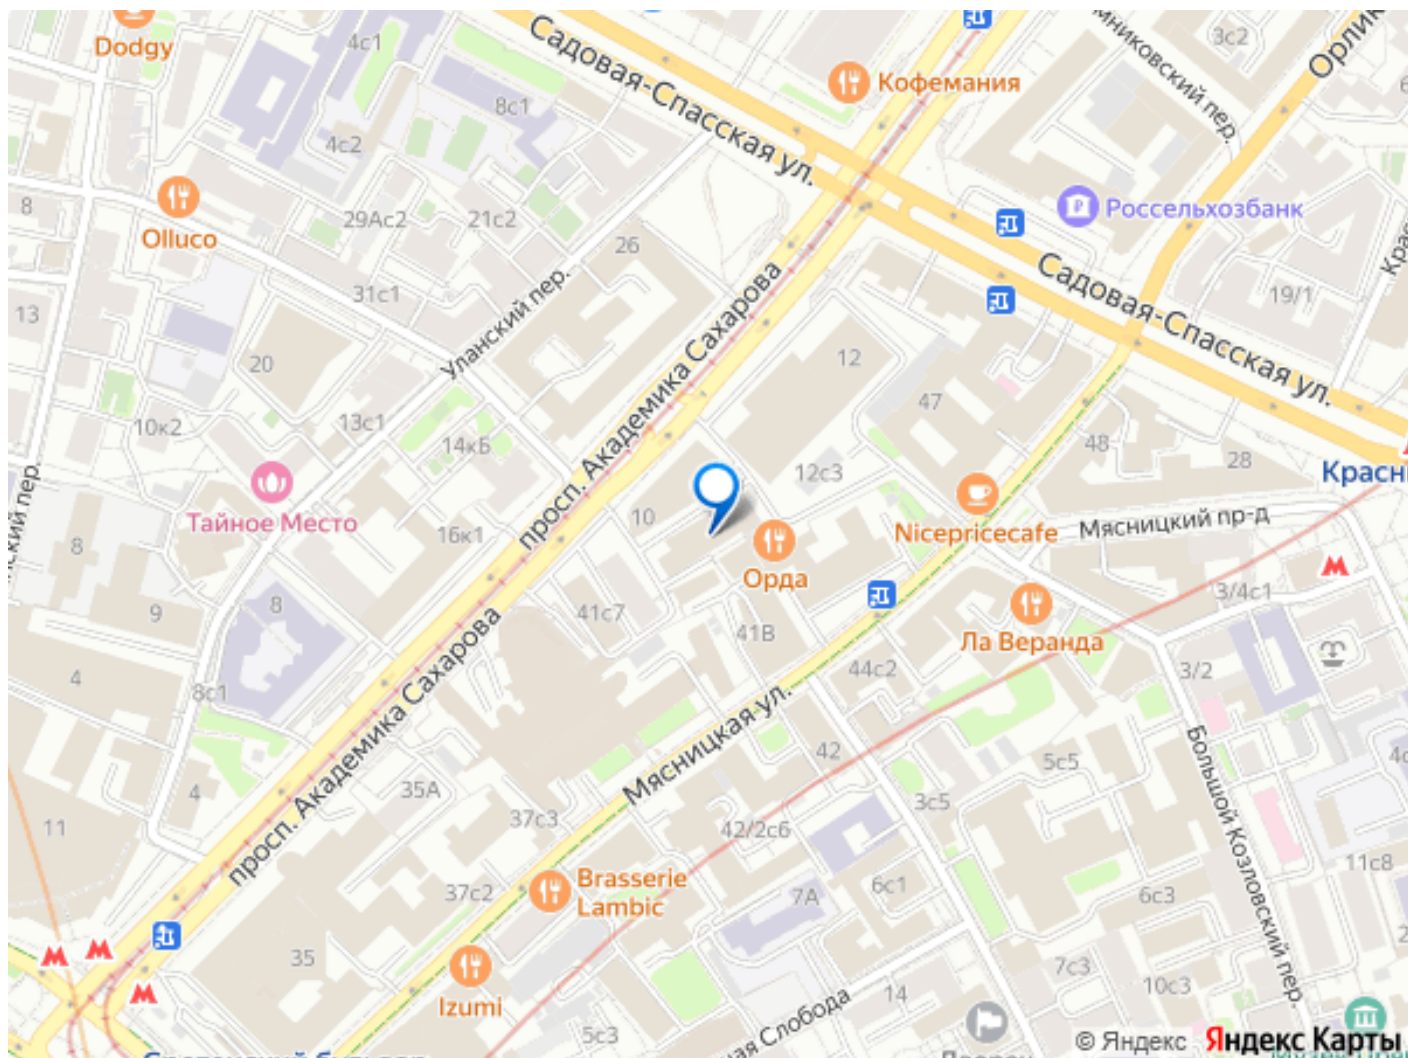 Dodgy
4с1
Садовая-Спасская ул.
Кофемания
3с2
8с1
4с2
8
Olluco
29Ас2
21с2
26
Россельхозбанк
Садовая-Спасская ул.
19/1
31с1
Уланский пер.
13
20
просп. Академика Сахарова
12
47
10к2
13с1
14кБ
48
28
Тайное Место
16к1
10
12с3
Nicepricecafe
Мясницкий пр-д
8
9
8
Орда
41с7
41В
Ла Веранда
3/4с1
3/2
4
8с1
44с2
просп. Академика Сахарова
Мясницкая ул.
42
5с5
Большой Козловский пер.
4
35А
37с3
3с5
42/2с6
11
11с8
37с2
Brasserie
Lambic
7А
6с1
6с3
35
Izumi
7с3
10с3
14
5с3
© Яндекс Яндекс Карты